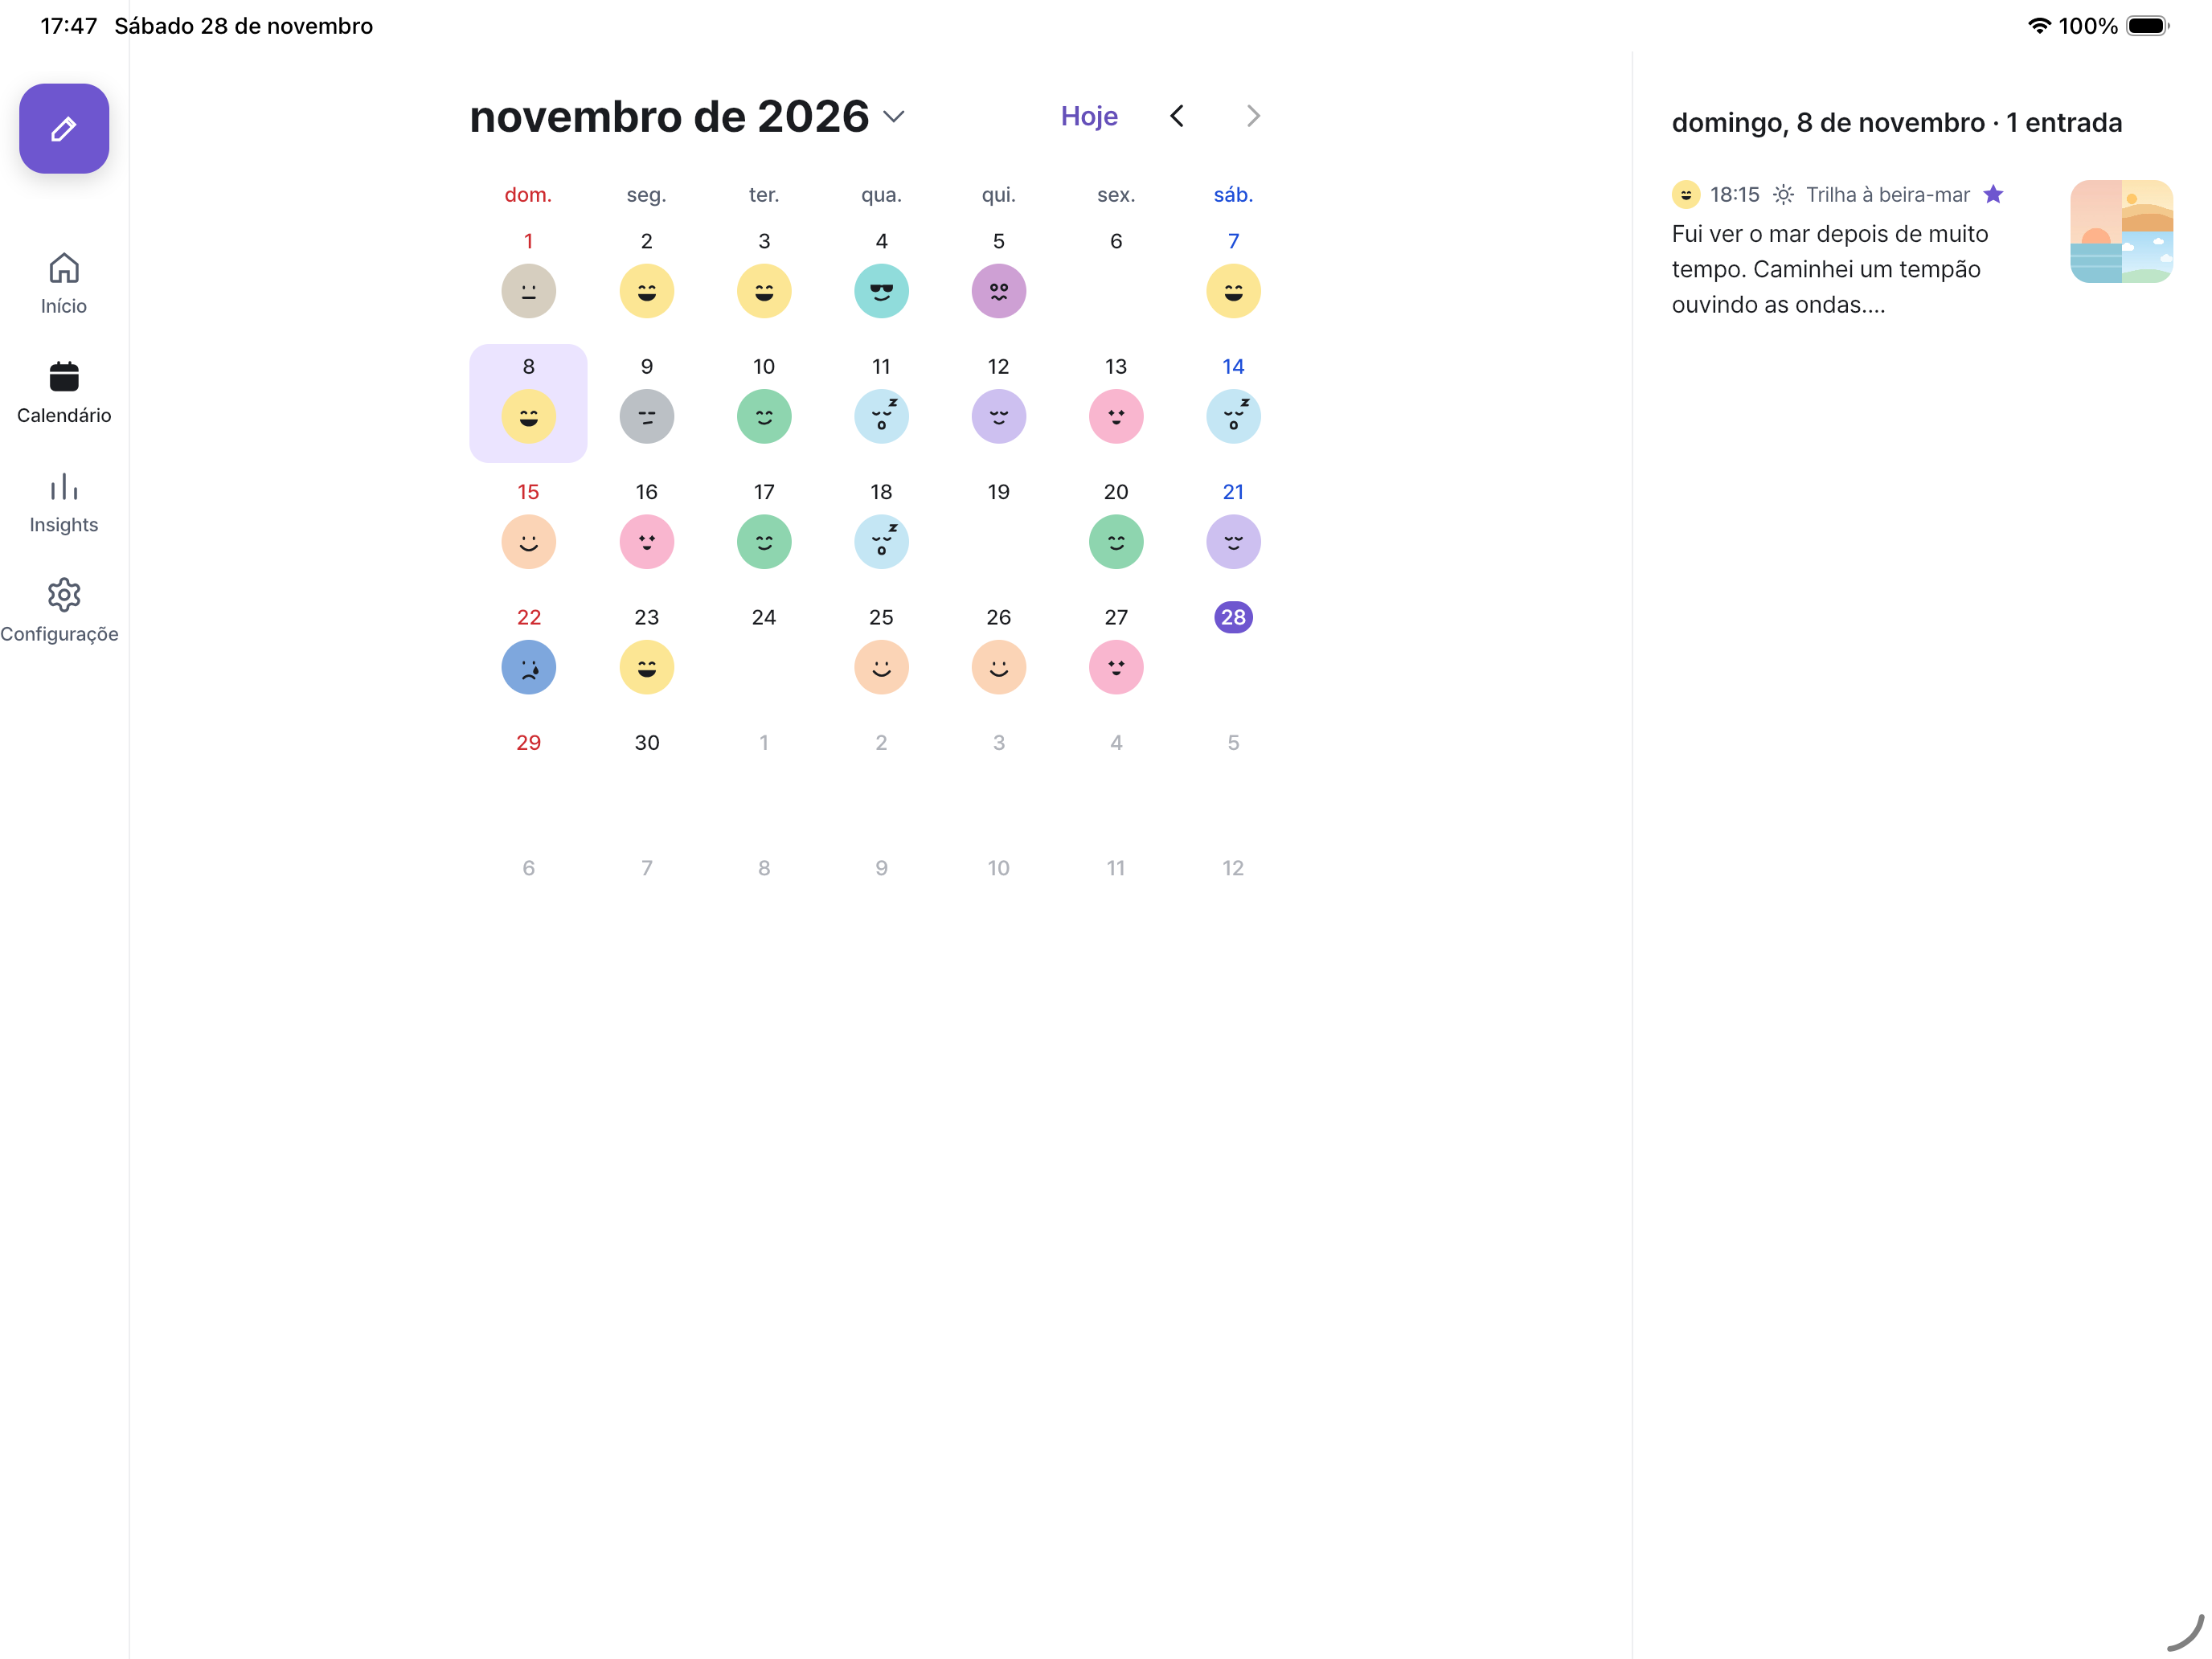 17:47 Sábado 28 de novembro
100%
Início
Calendário
Insights
Configuraçõe
novembro de 2026
Hoje
dom. seg. ter. qua. qui. sex. sáb.
1 2 3 4 5 6 7
8 9 10 11 12 13 14
15 16 17 18 19 20 21
22 23 24 25 26 27 28
29 30 1 2 3 4 5
6 7 8 9 10 11 12
domingo, 8 de novembro · 1 entrada
18:15 Trilha à beira-mar
Fui ver o mar depois de muito
tempo. Caminhei um tempão
ouvindo as ondas....